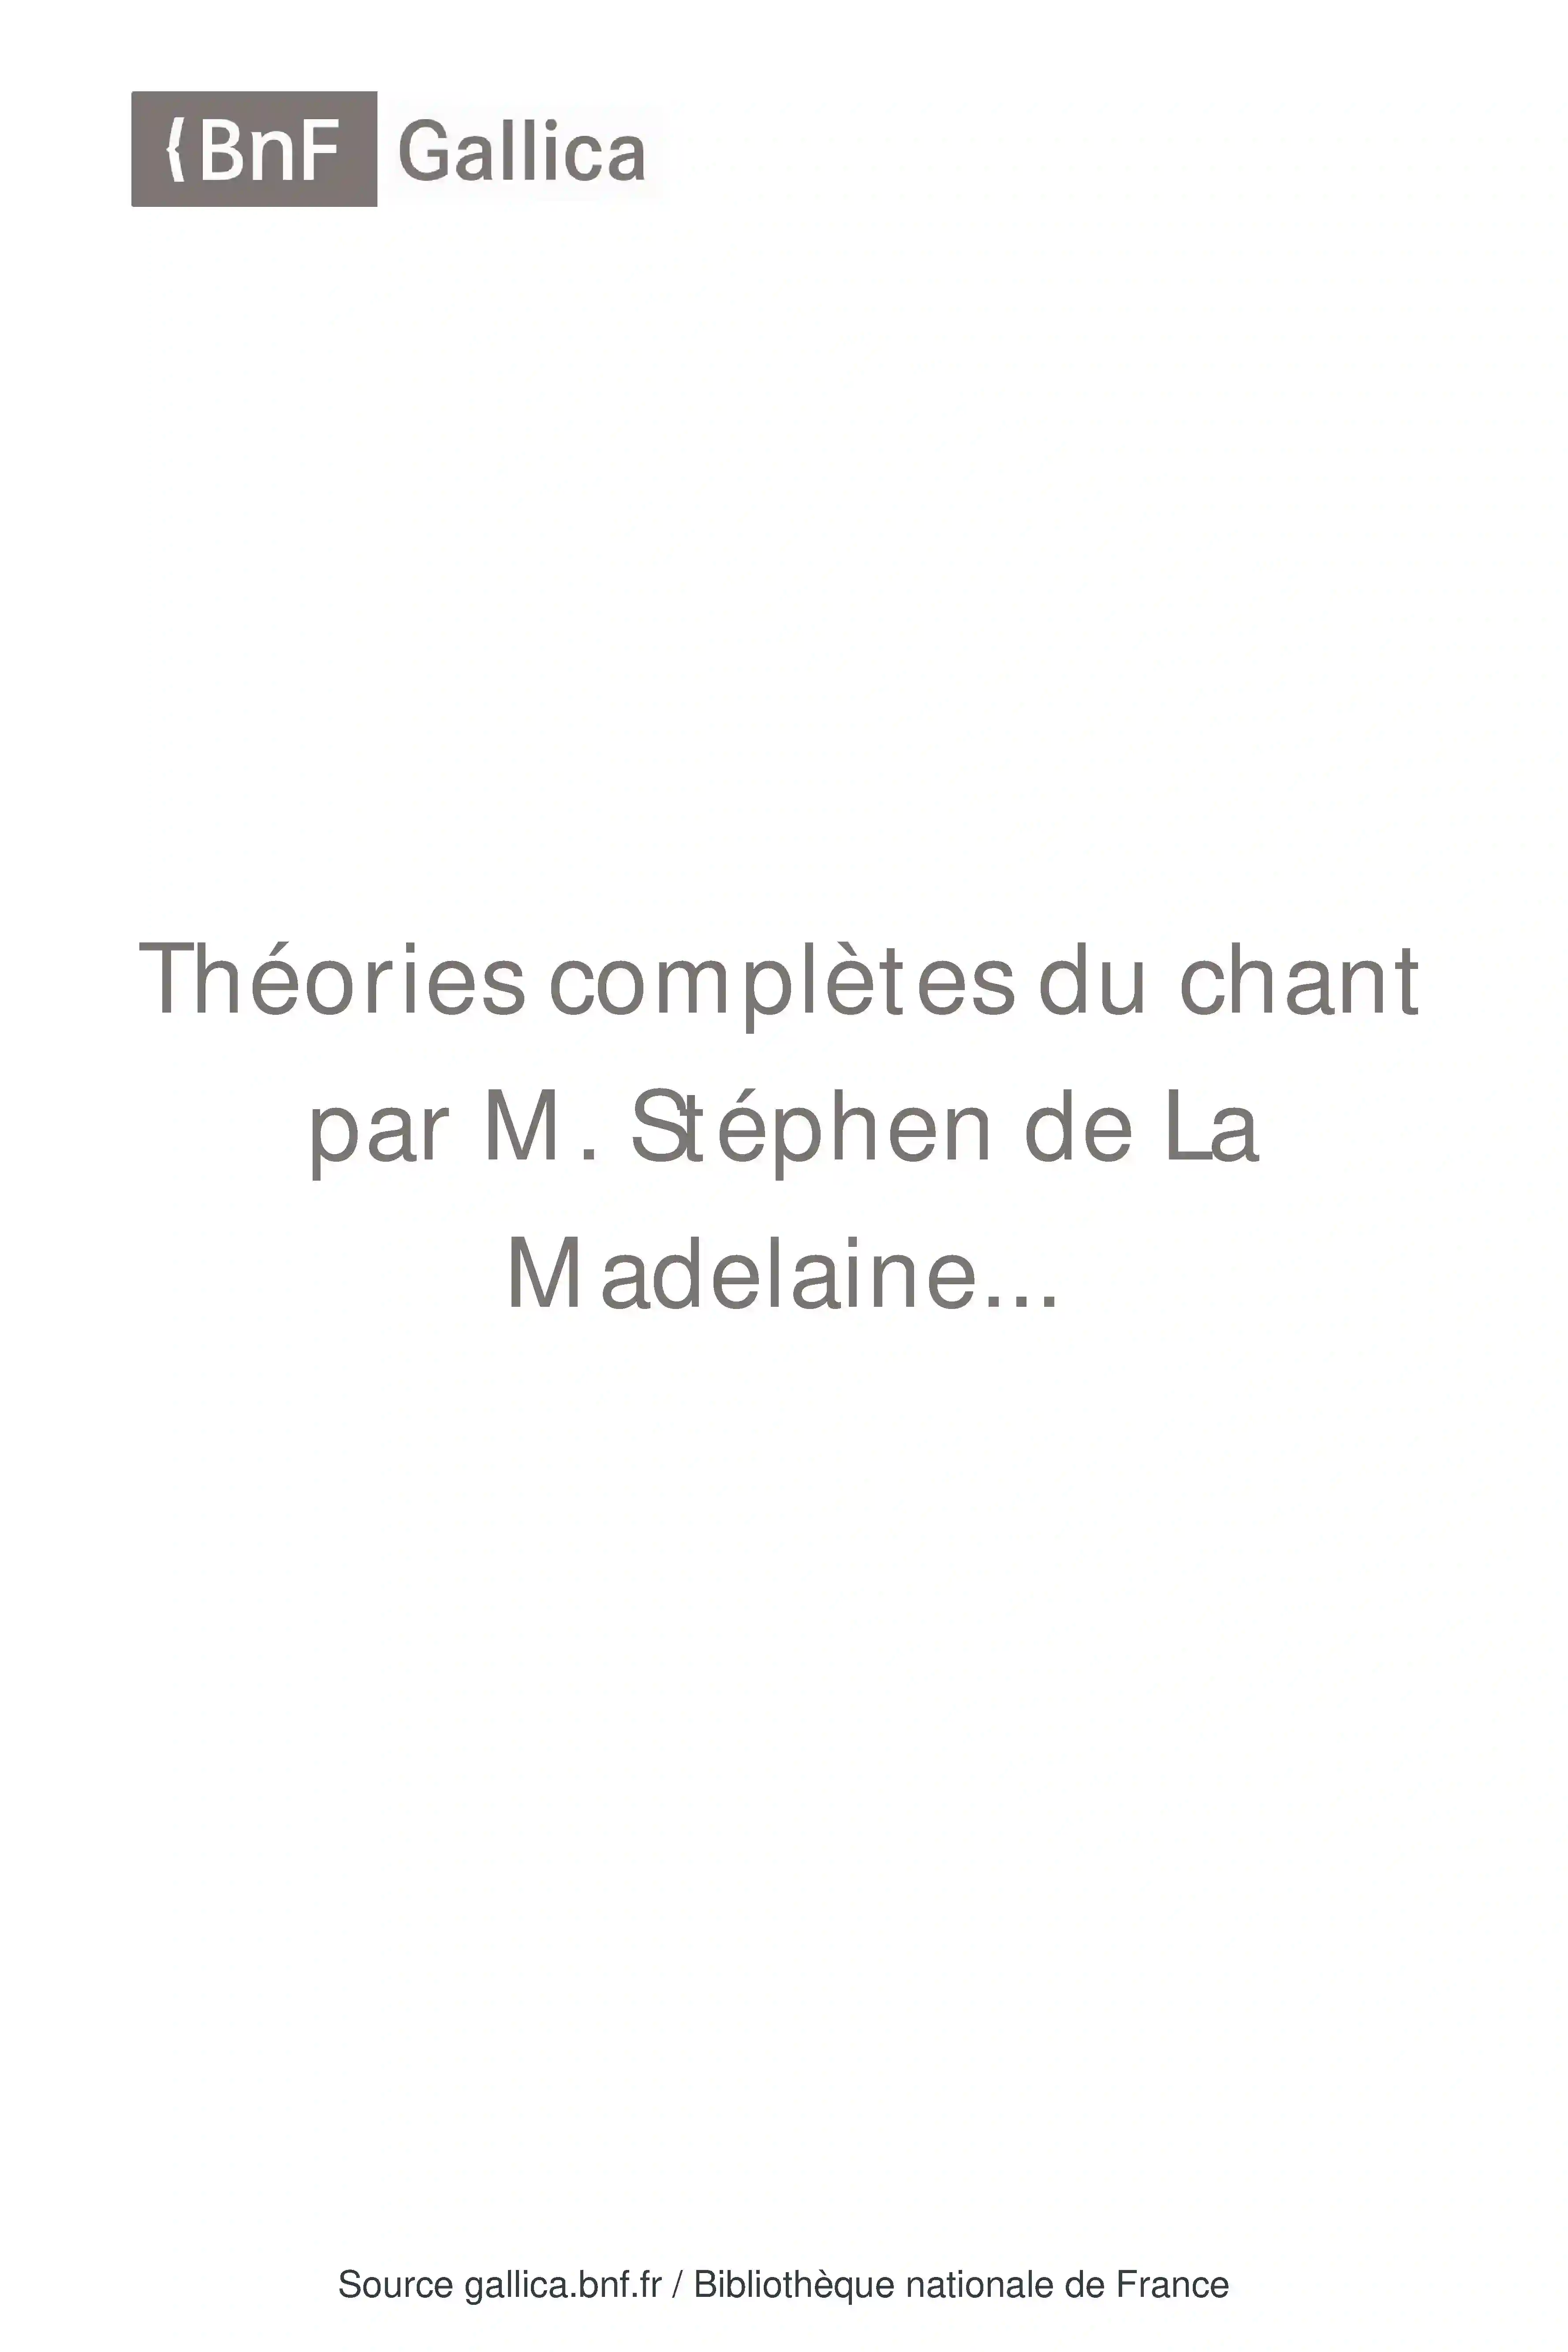 {BnF Gallica
Théories complètes du chant
par M. Stéphen de La
Madelaine...
Source gallica.bnf.fr / Bibliothèque nationale de France